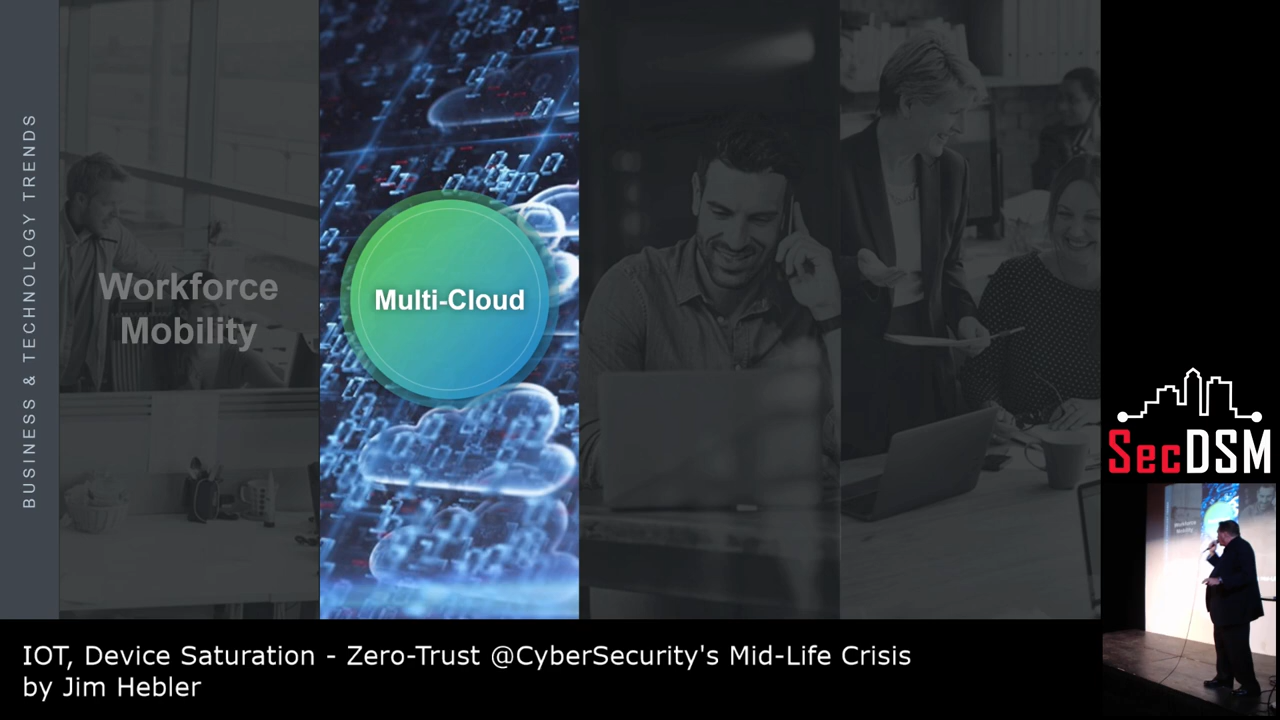 BUSINESS & TECHNOLOGY TRENDS
Workforce
Mobility
Multi-Cloud
SecDSM
IOT, Device Saturation - Zero-Trust @CyberSecurity's Mid-Life Crisis
by Jim Hebler